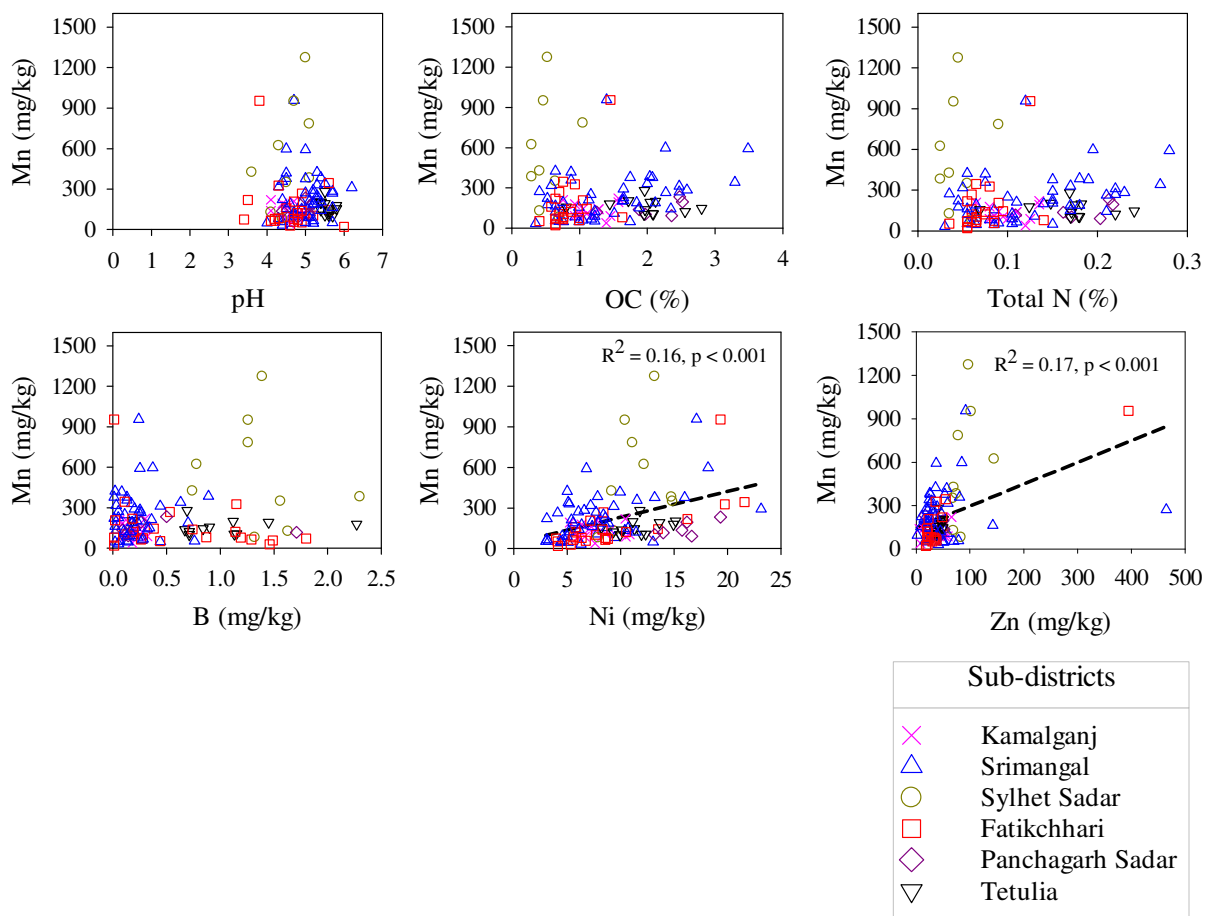 1500
1200
900
600
300
0
Mn (mg/kg)
0 1 2 3 4 5 6 7
pH
1500
1200
900
600
300
0
Mn (mg/kg)
0 1 2 3 4
OC (%)
1500
1200
900
600
300
0
Mn (mg/kg)
0.0 0.1 0.2 0.3
Total N (%)
1500
1200
900
600
300
0
Mn (mg/kg)
0.0 0.5 1.0 1.5 2.0 2.5
B (mg/kg)
R² = 0.16, p < 0.001
1500
1200
900
600
300
0
Mn (mg/kg)
0 5 10 15 20 25
Ni (mg/kg)
R² = 0.17, p < 0.001
1500
1200
900
600
300
0
Mn (mg/kg)
0 100 200 300 400 500
Zn (mg/kg)
Sub-districts
Kamalganj
Srimangal
Sylhet Sadar
Fatikchhari
Panchagarh Sadar
Tetulia